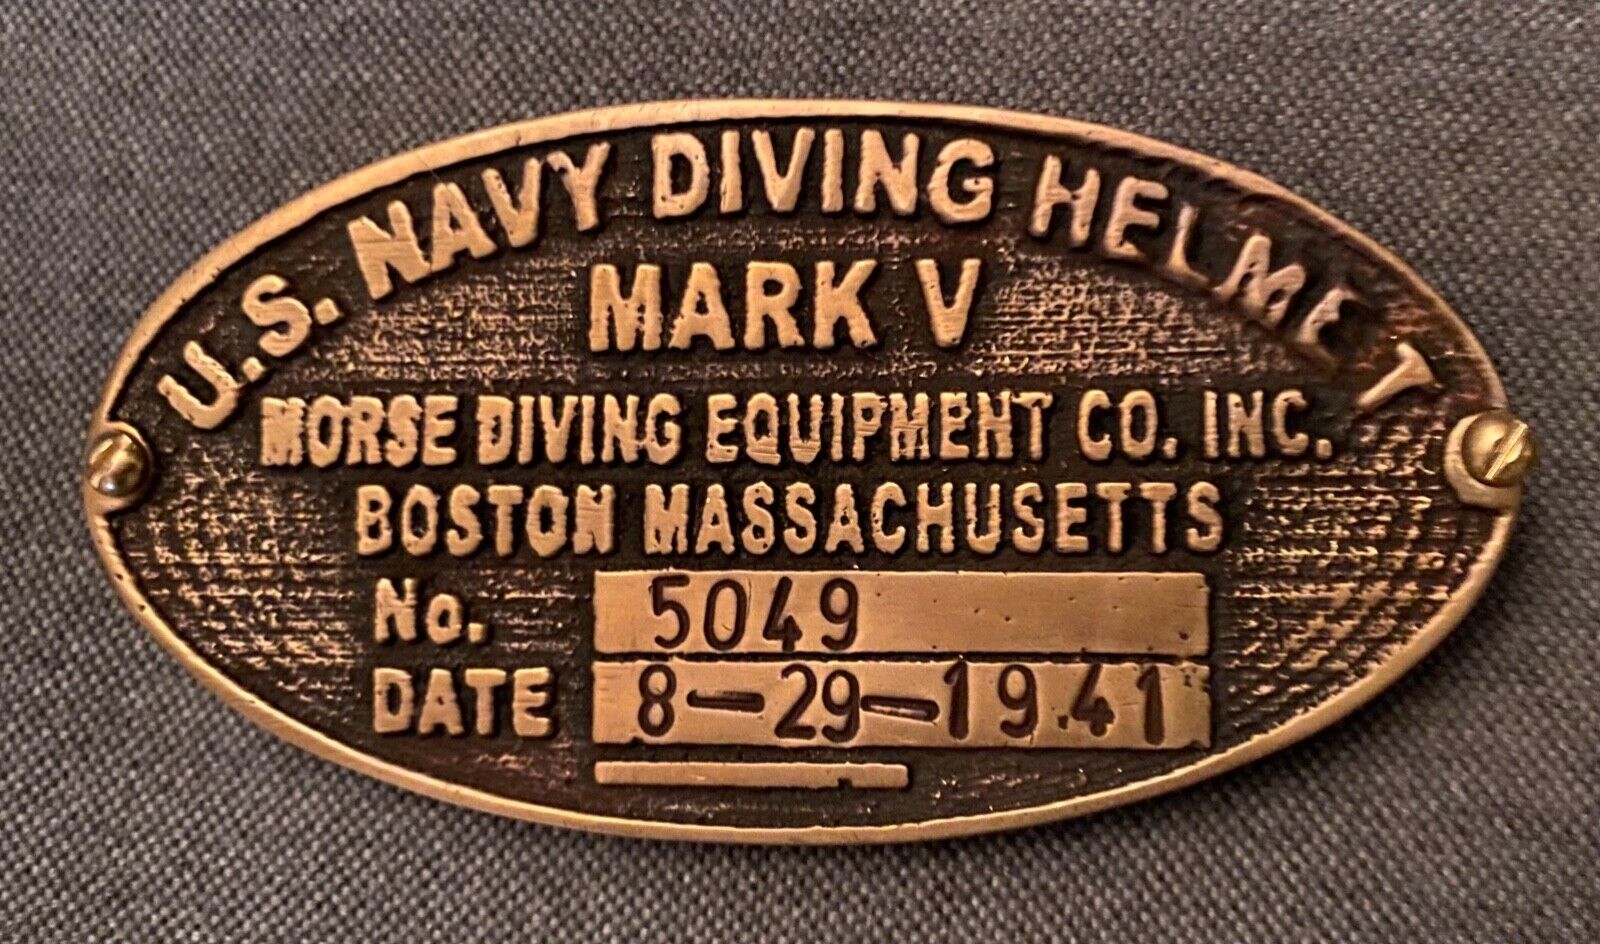 U.S. NAVY DIVING HELMET
MARK V
MORSE DIVING EQUIPMENT CO. INC.
BOSTON MASSACHUSETTS
No. 5049
DATE 8-29-1941